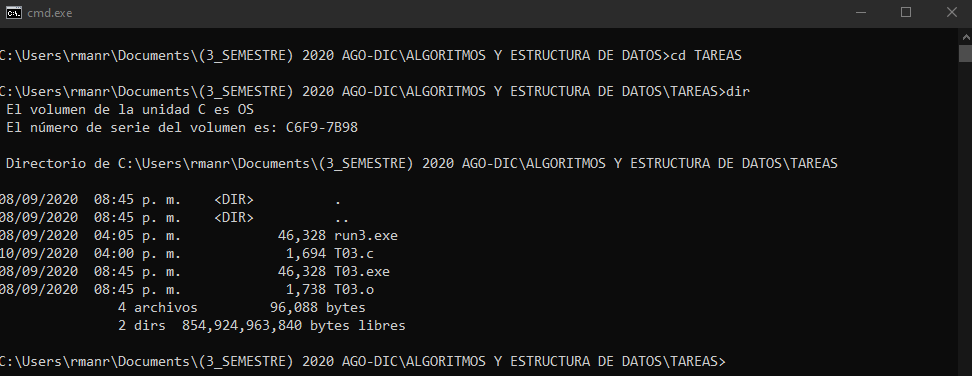 cmd.exe
C:\Users\rmanr\Documents\(3_SEMESTRE) 2020 AGO-DIC\ALGORITMOS Y ESTRUCTURA DE DATOS>cd TAREAS
C:\Users\rmanr\Documents\(3_SEMESTRE) 2020 AGO-DIC\ALGORITMOS Y ESTRUCTURA DE DATOS\TAREAS>dir
El volumen de la unidad C es OS
El número de serie del volumen es: C6F9-7B98
Directorio de C:\Users\rmanr\Documents\(3_SEMESTRE) 2020 AGO-DIC\ALGORITMOS Y ESTRUCTURA DE DATOS\TAREAS
08/09/2020  08:45 p. m.    <DIR>          .
08/09/2020  08:45 p. m.    <DIR>          ..
08/09/2020  04:05 p. m.            46,328 run3.exe
10/09/2020  04:00 p. m.             1,694 T03.c
08/09/2020  08:45 p. m.            46,328 T03.exe
08/09/2020  08:45 p. m.             1,738 T03.o
4 archivos         96,088 bytes
2 dirs  854,924,963,840 bytes libres
C:\Users\rmanr\Documents\(3_SEMESTRE) 2020 AGO-DIC\ALGORITMOS Y ESTRUCTURA DE DATOS\TAREAS>